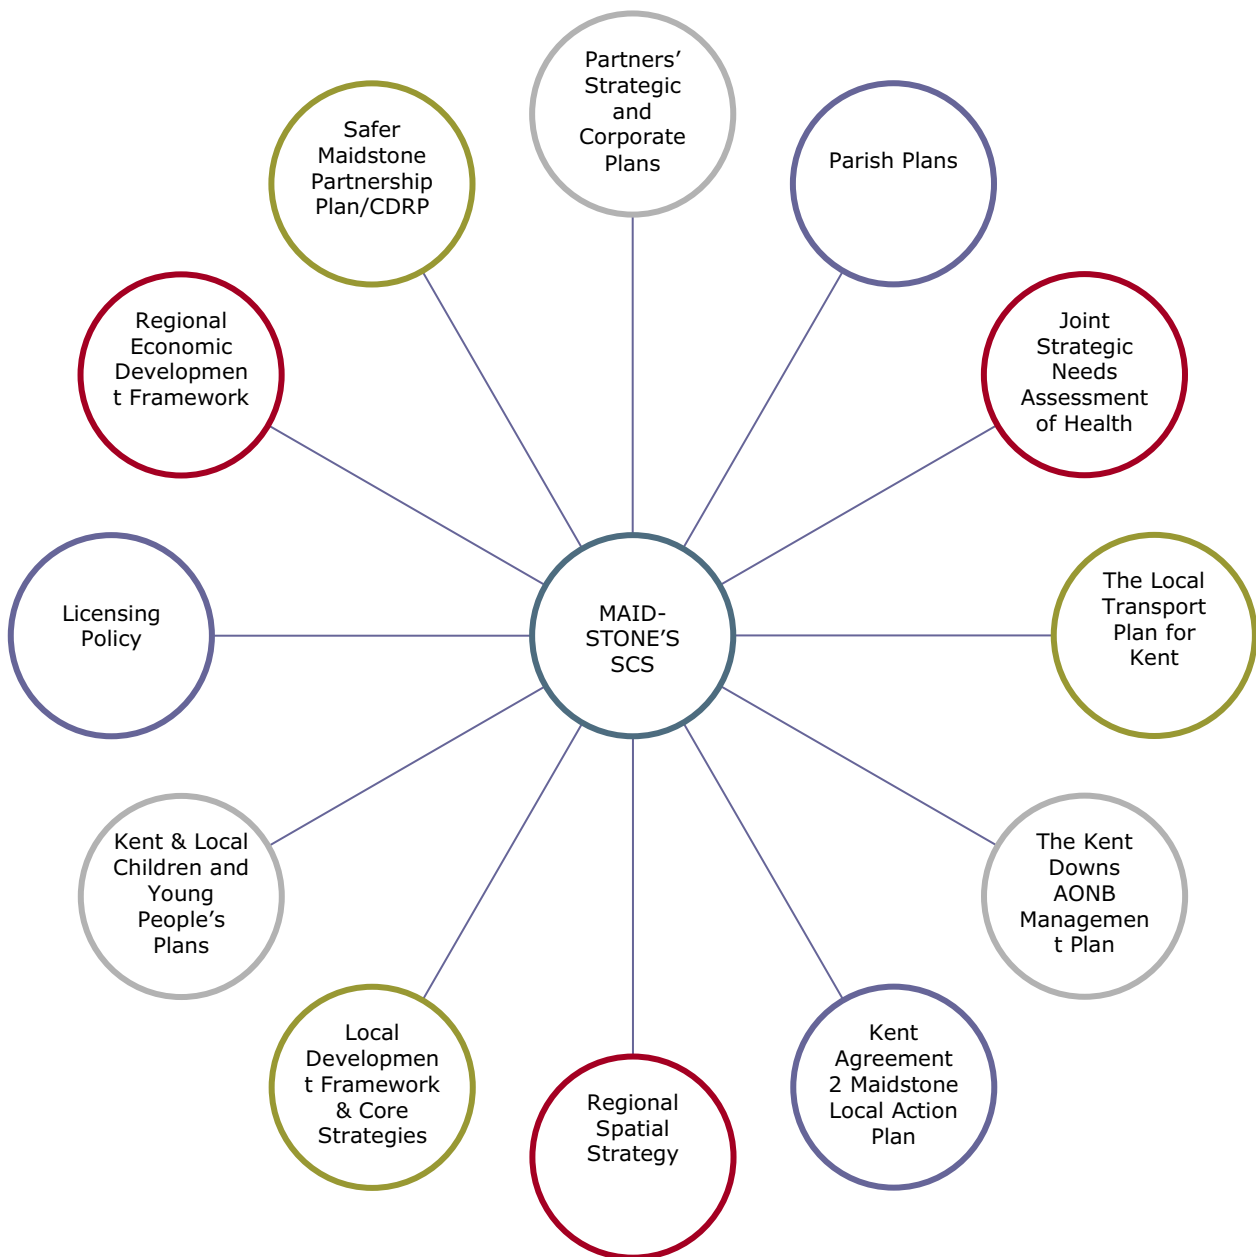 Partners’
Strategic
and
Corporate
Plans
Parish Plans
Joint
Strategic
Needs
Assessment
of Health
The Local
Transport
Plan for
Kent
The Kent
Downs
AONB
Managemen
t Plan
Kent
Agreement
2 Maidstone
Local Action
Plan
Regional
Spatial
Strategy
Local
Developmen
t Framework
& Core
Strategies
Kent & Local
Children and
Young
People’s
Plans
Licensing
Policy
Regional
Economic
Developmen
t Framework
Safer
Maidstone
Partnership
Plan/CDRP
MAID-
STONE’S
SCS